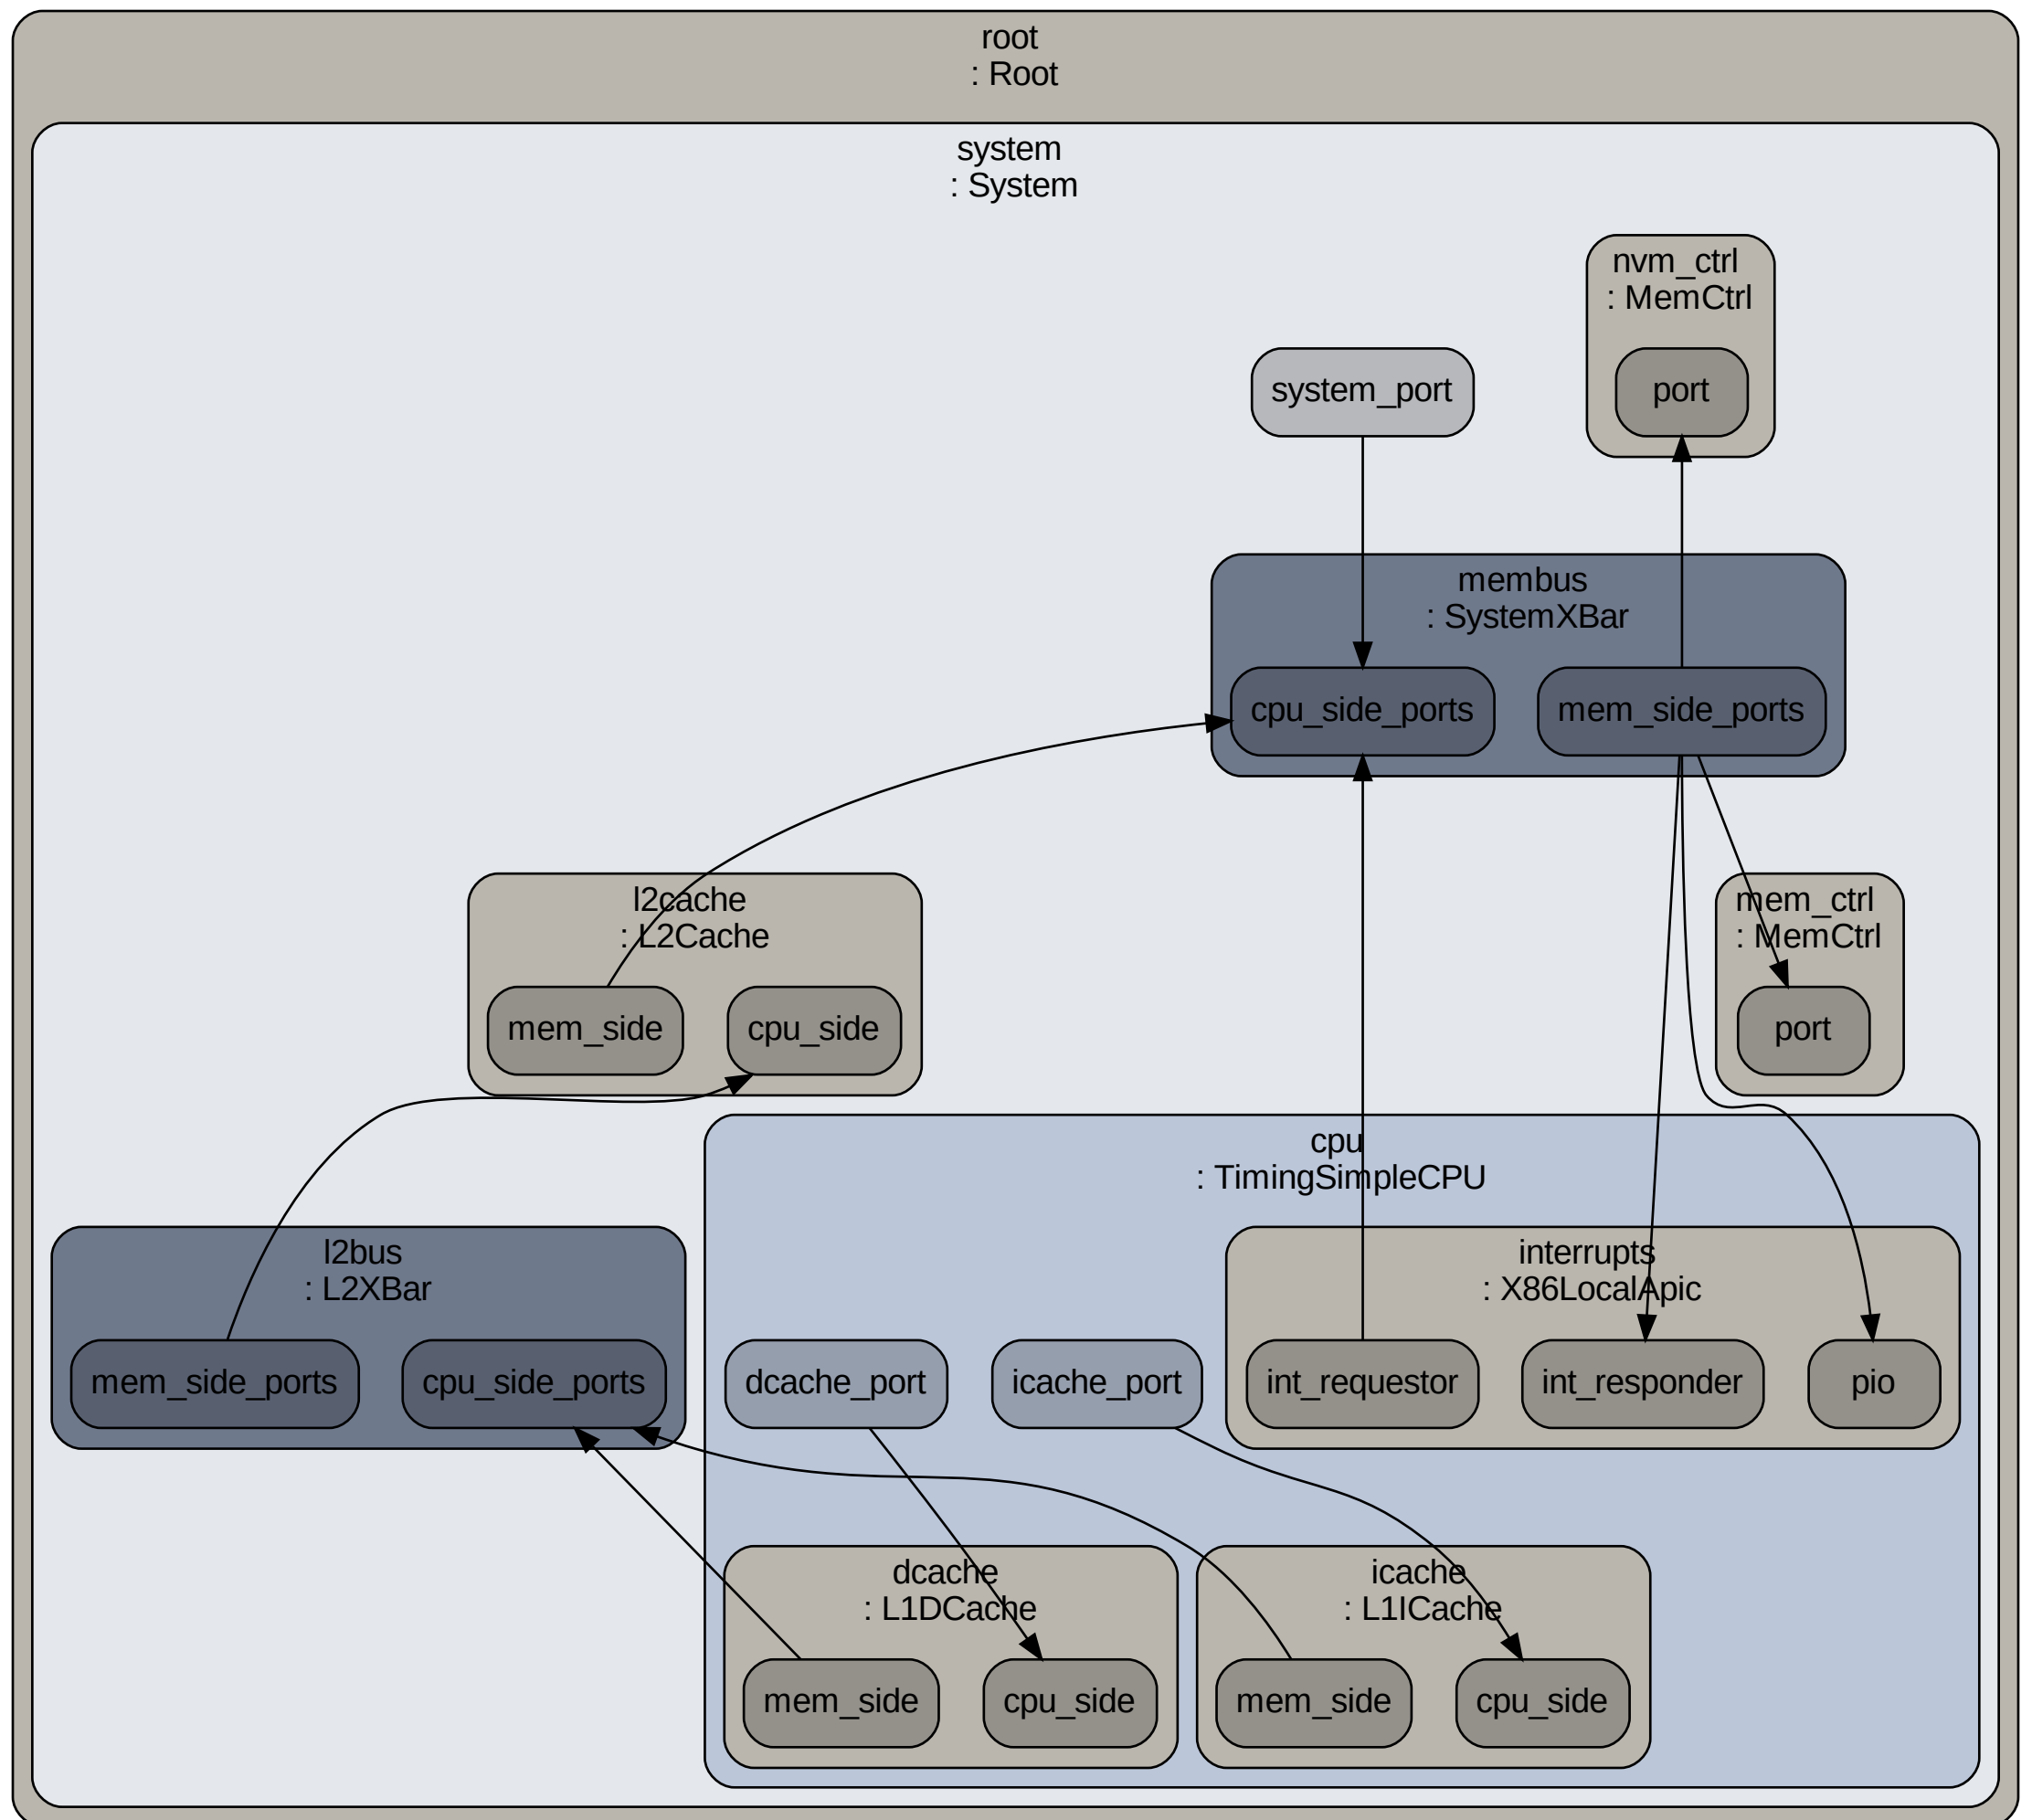 root
: Root
system
: System
nvm_ctrl
: MemCtrl
port
system_port
membus
: SystemXBar
cpu_side_ports
mem_side_ports
l2cache
: L2Cache
mem_side
cpu_side
mem_ctrl
: MemCtrl
port
cpu
: TimingSimpleCPU
l2bus
: L2XBar
mem_side_ports
cpu_side_ports
interrupts
: X86LocalApic
dcache_port
icache_port
int_requestor
int_responder
pio
dcache
: L1DCache
mem_side
cpu_side
icache
: L1ICache
mem_side
cpu_side